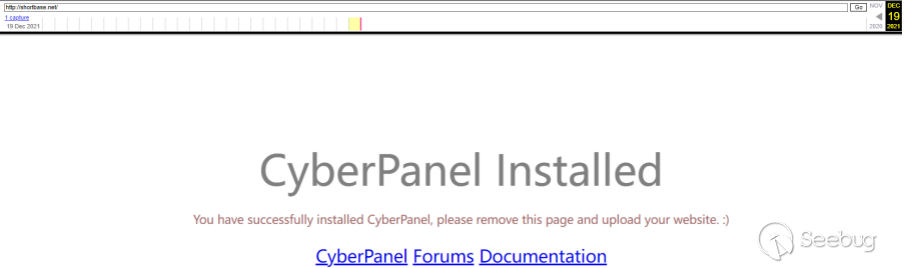 http://shortbase.net/
Go
NOV
DEC
1 capture
19
19 Dec 2021
2020
2021
CyberPanel Installed
You have successfully installed CyberPanel, please remove this page and upload your website. :)
CyberPanel Forums Documentation
Seebug